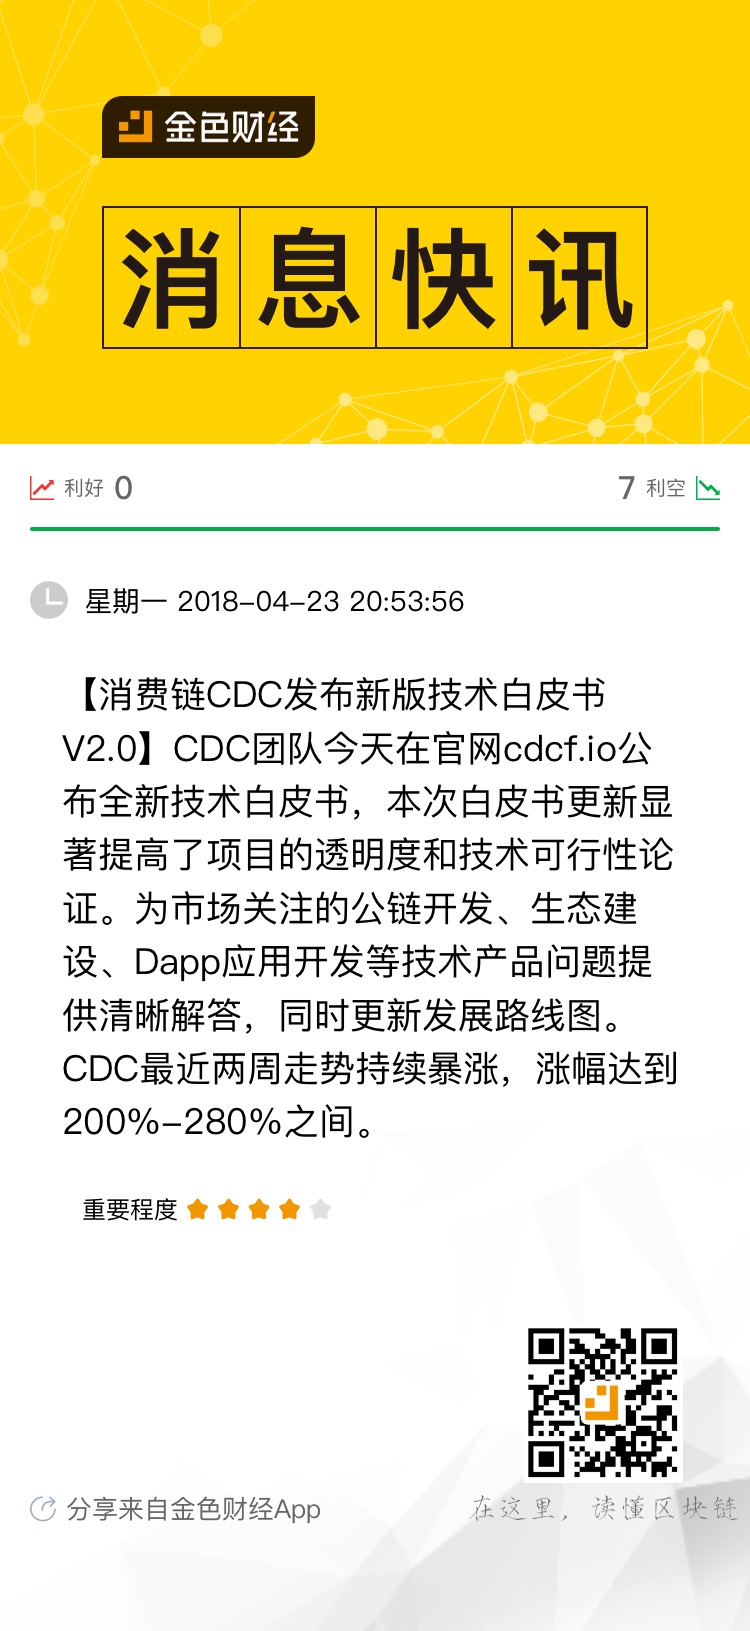 金色财经
消息快讯
利好 0
7 利空
星期一 2018-04-23 20:53:56
【消费链CDC发布新版技术白皮书
V2.0】CDC团队今天在官网cdcf.io公
布全新技术白皮书，本次白皮书更新显
著提高了项目的透明度和技术可行性论
证。为市场关注的公链开发、生态建
设、Dapp应用开发等技术产品问题提
供清晰解答，同时更新发展路线图。
CDC最近两周走势持续暴涨，涨幅达到
200%-280%之间。
重要程度
分享来自金色财经App
在这里，读懂区块链